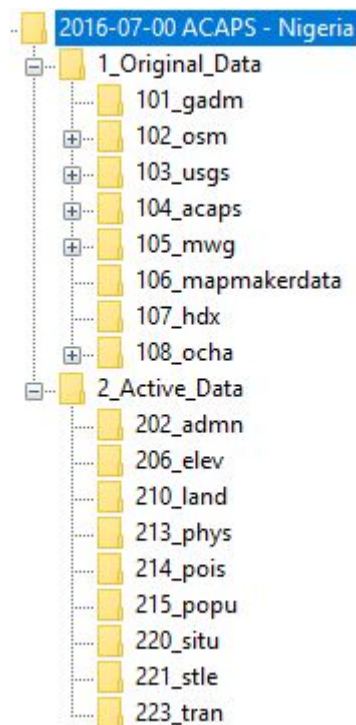 2016-07-00 ACAPS - Nigeria
1_Original_Data
101_gadm
102_osm
103_usgs
104_acaps
105_mwg
106_mapmakerdata
107_hdx
108_ocha
2_Active_Data
202_admn
206_elev
210_land
213_phys
214_pois
215_popu
220_situ
221_stle
223_tran